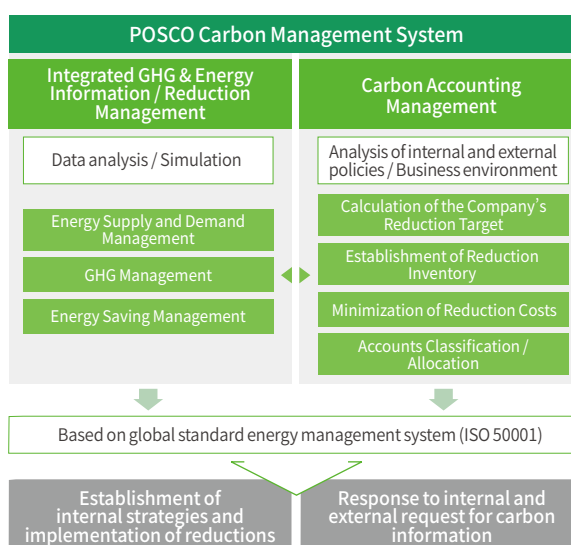 POSCO Carbon Management System
Integrated GHG & Energy
Information / Reduction
Management
Data analysis / Simulation
Energy Supply and Demand
Management
GHG Management
Energy Saving Management
Carbon Accounting
Management
Analysis of internal and external
policies / Business environment
Calculation of the Company's
Reduction Target
Establishment of Reduction
Inventory
Minimization of Reduction Costs
Accounts Classification /
Allocation
Based on global standard energy management system (ISO 50001)
Establishment of
internal strategies and
implementation of reductions
Response to internal and
external request for carbon
information